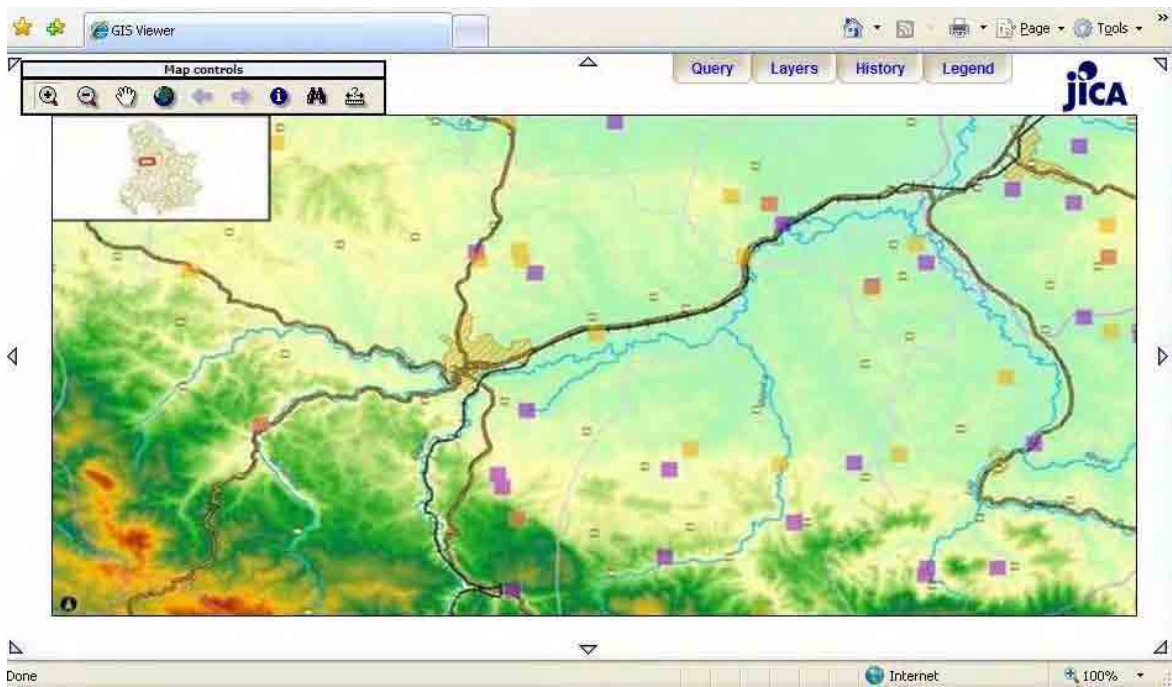 GIS Viewer
Page
Tools
»
Map controls
Query
Layers
History
Legend
JICA
Done
Internet
100%